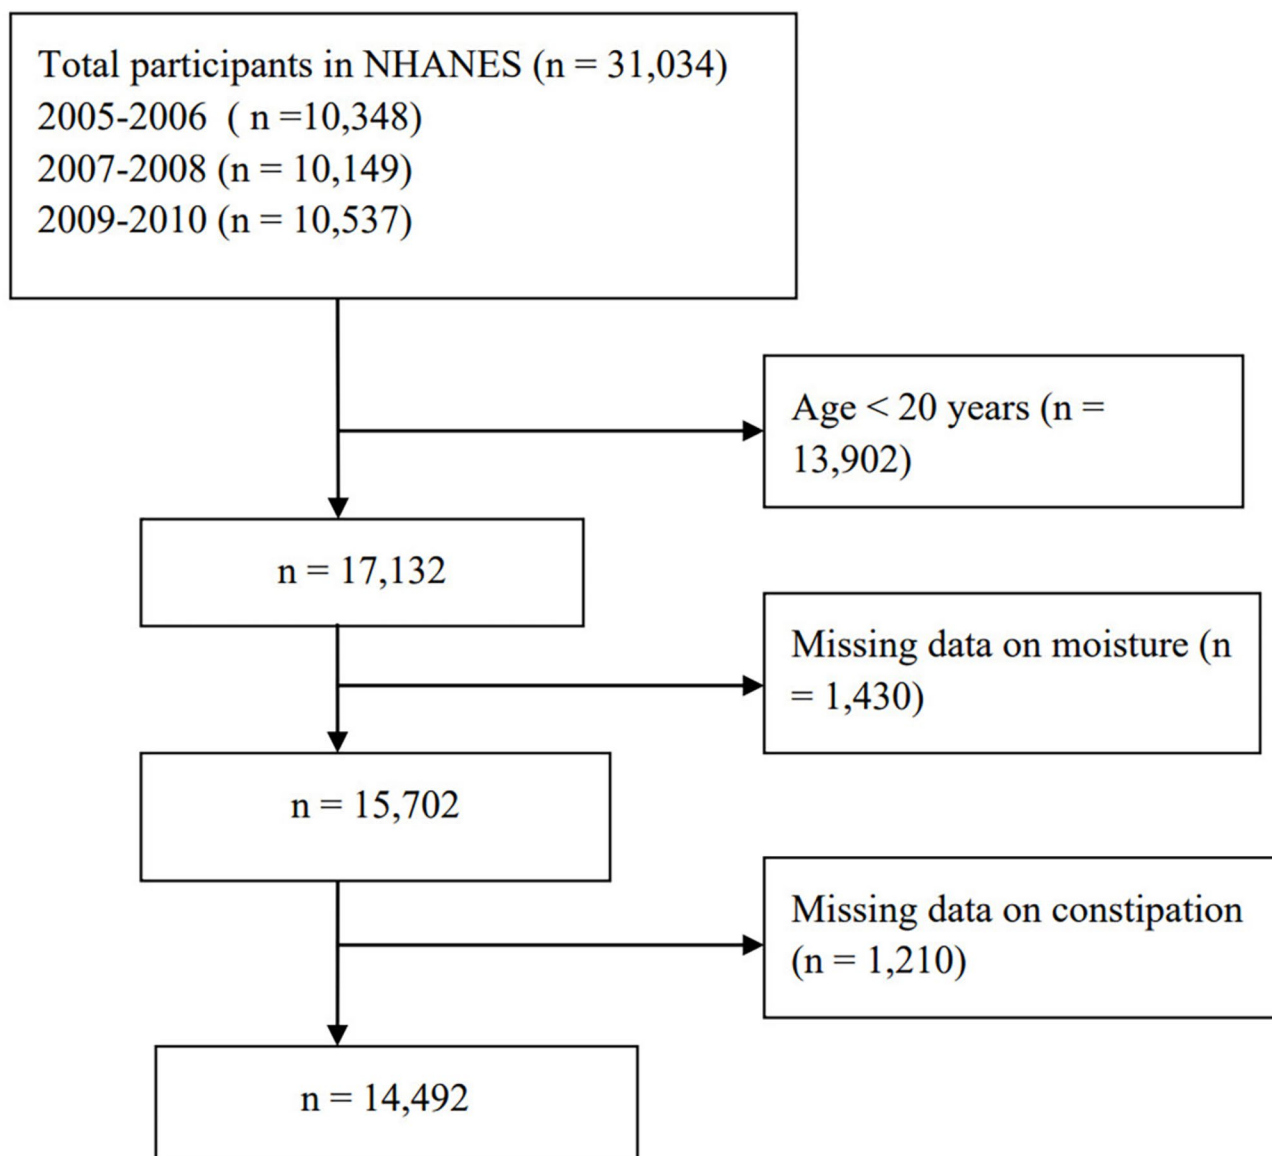 Total participants in NHANES (n = 31,034)
2005-2006  ( n =10,348)
2007-2008 (n = 10,149)
2009-2010 (n = 10,537)
Age < 20 years (n =
13,902)
n = 17,132
Missing data on moisture (n
= 1,430)
n = 15,702
Missing data on constipation
(n = 1,210)
n = 14,492